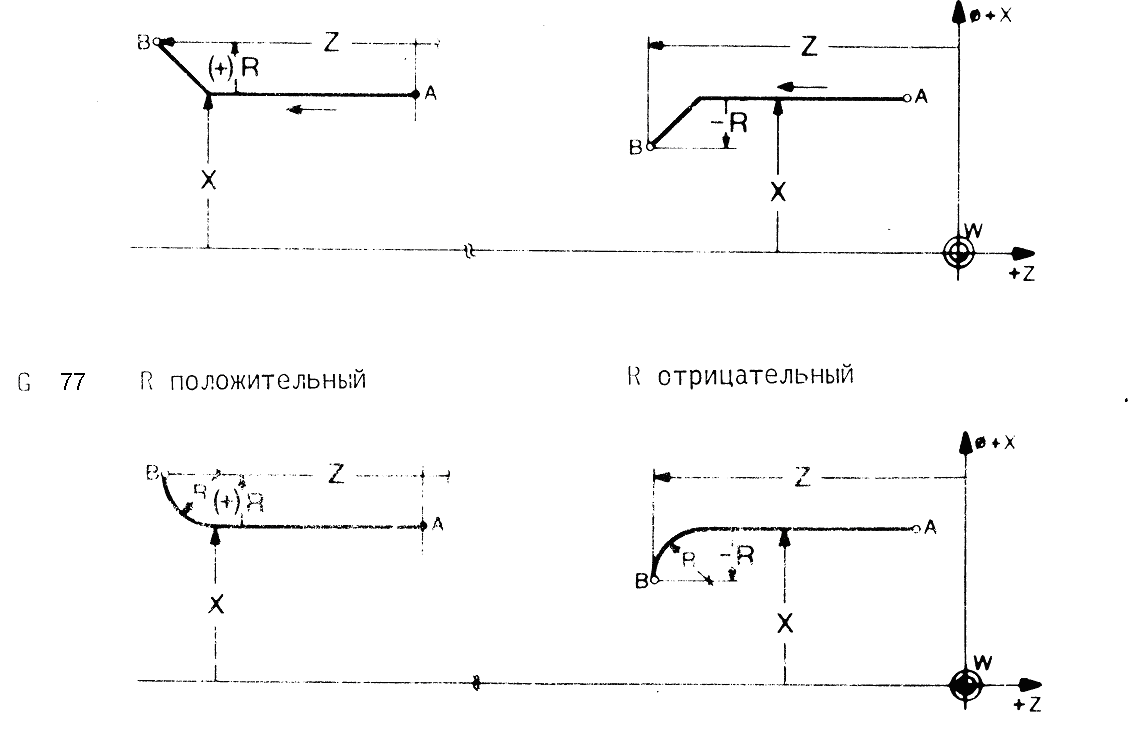 B Z ø + X
(+) R Z
A A
– R
B
X X
W
+Z
G 77 R положительный R отрицательный
ø + X
B Z Z
R (+) R
A A
R – R
B
X X
W
+Z